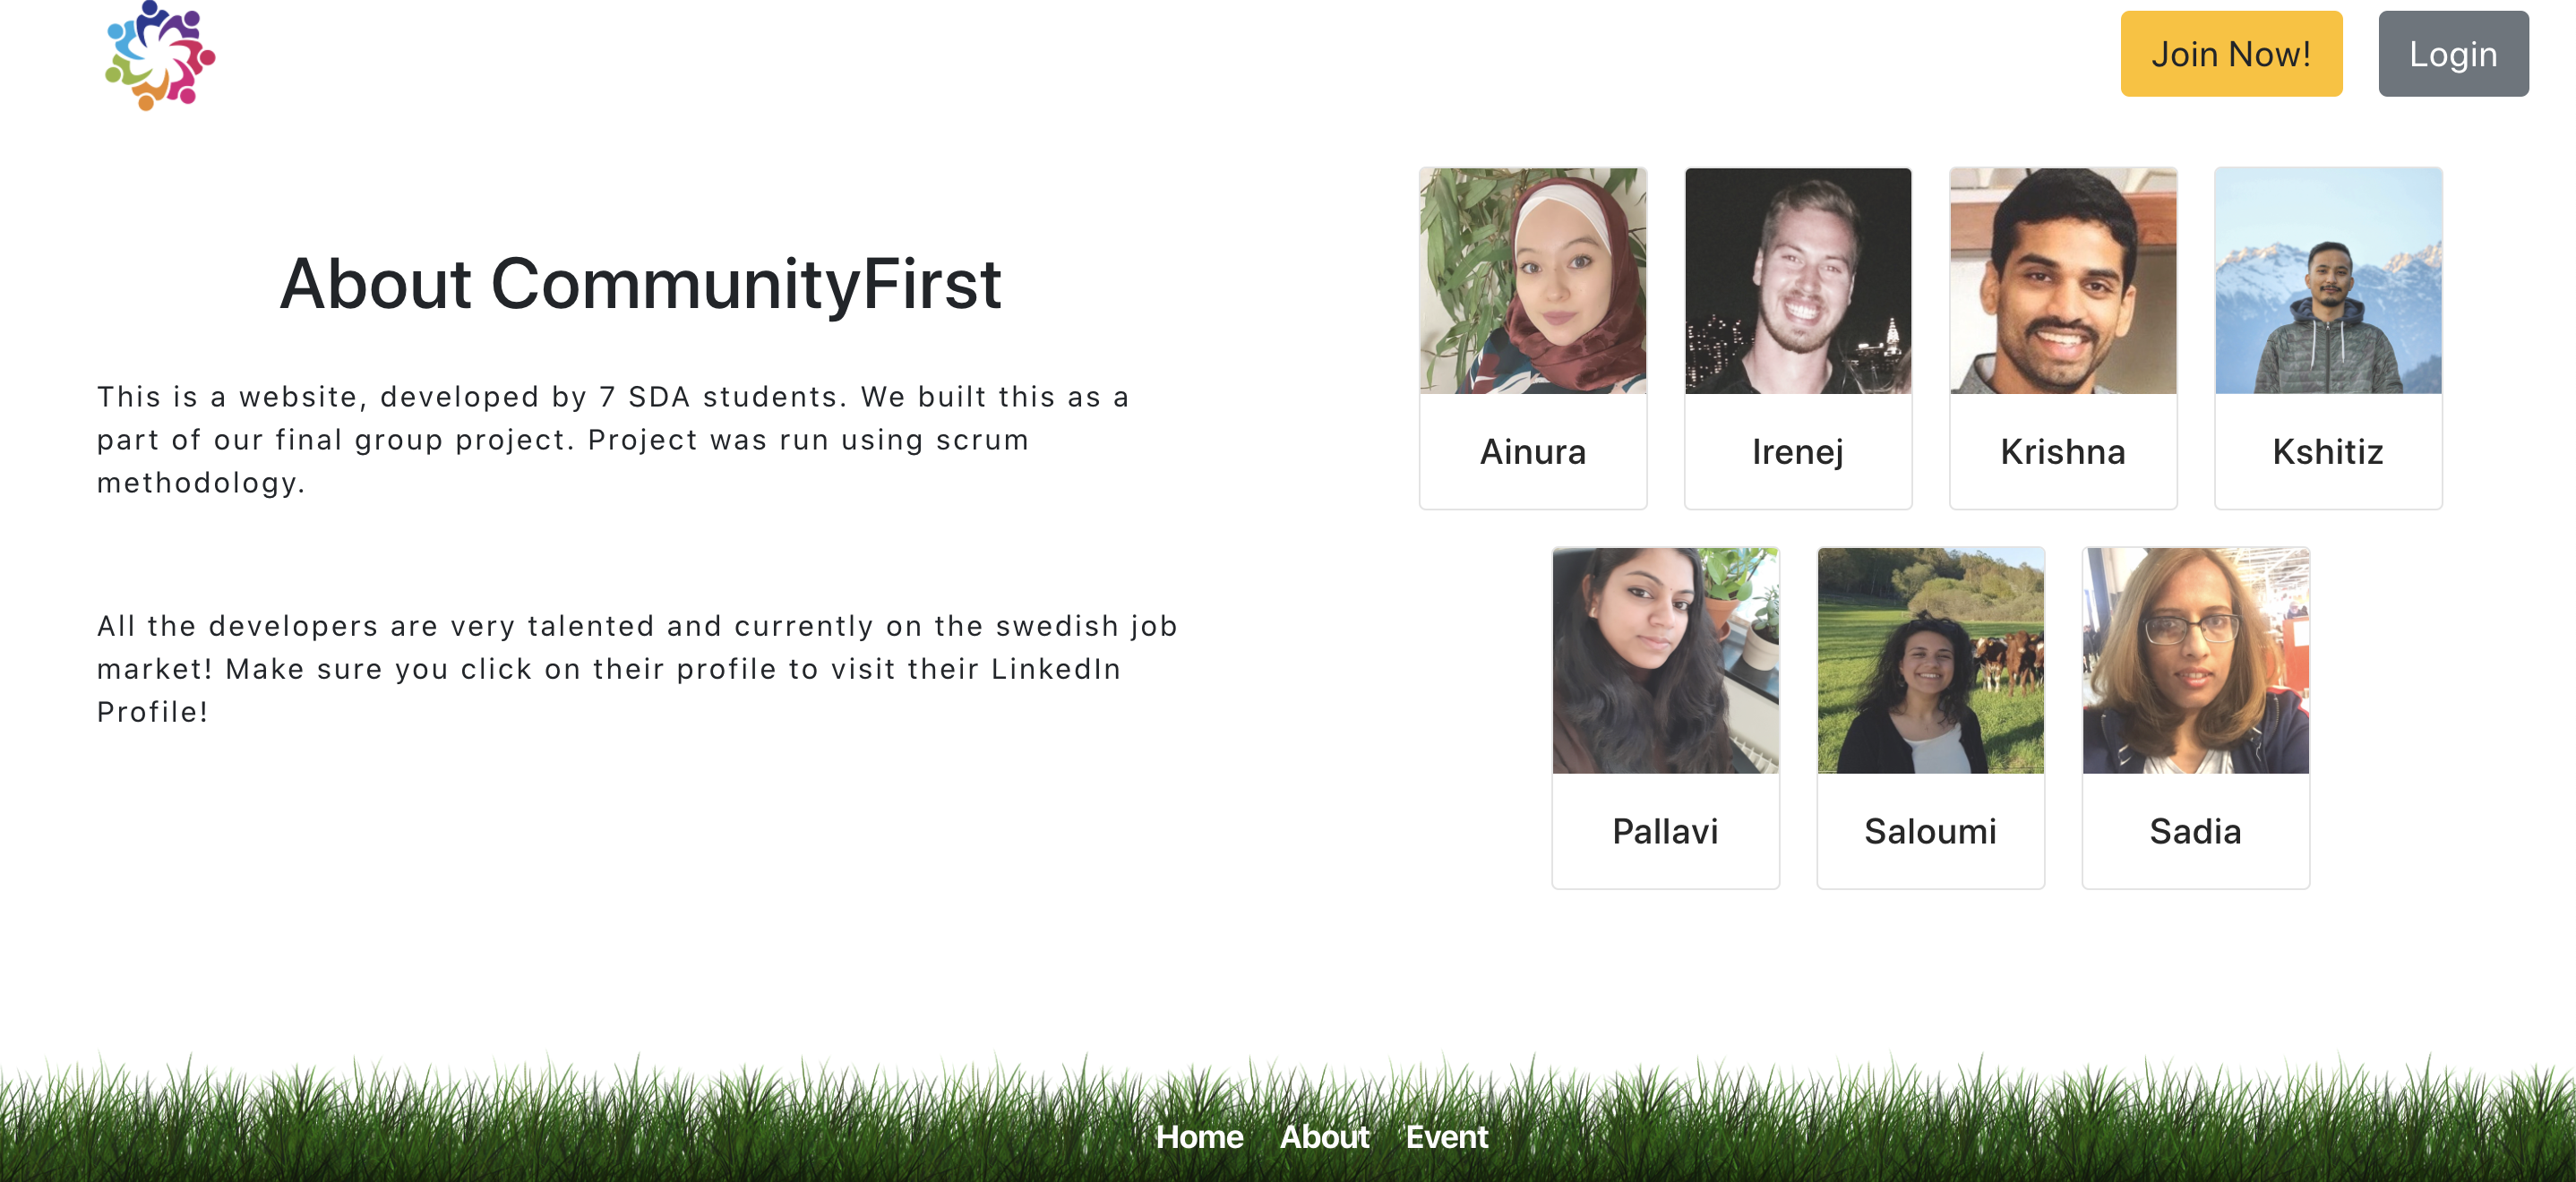 Join Now!
Login
About CommunityFirst
This is a website, developed by 7 SDA students. We built this as a
part of our final group project. Project was run using scrum
methodology.
All the developers are very talented and currently on the swedish job
market! Make sure you click on their profile to visit their LinkedIn
Profile!
Ainura
Irenej
Krishna
Kshitiz
Pallavi
Saloumi
Sadia
Home
About
Event